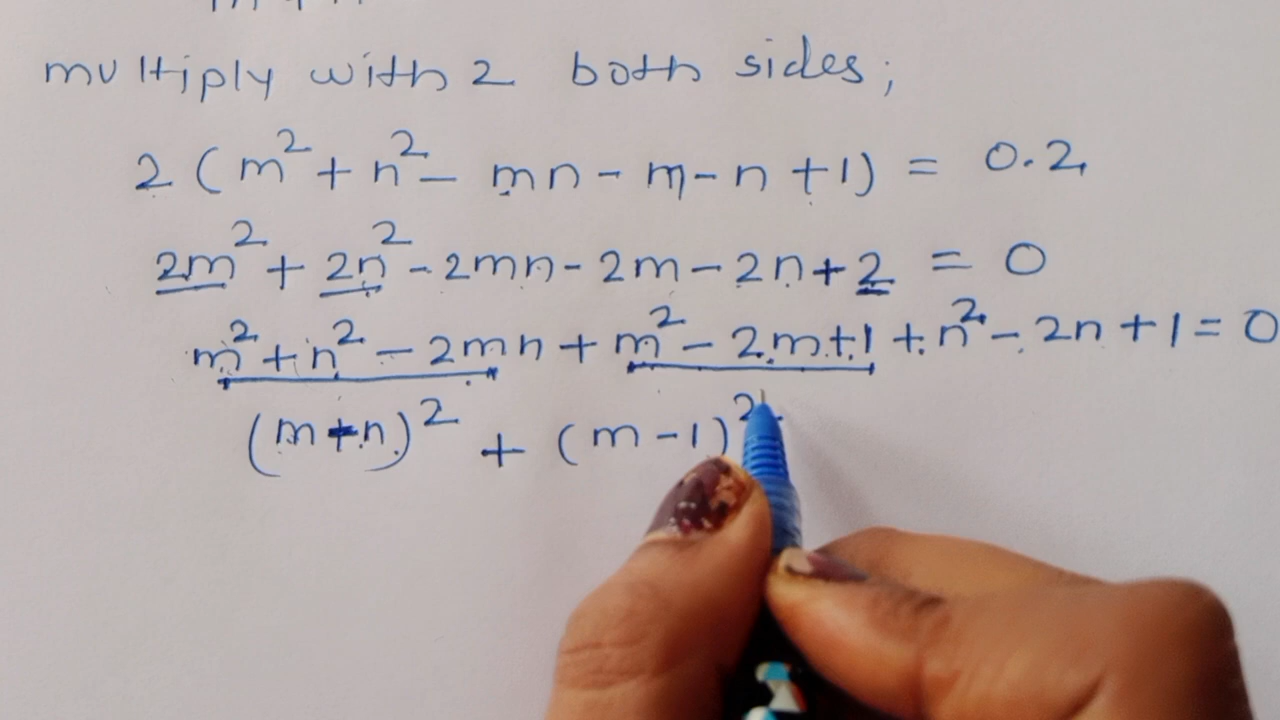 multiply with 2 both sides;
2 (m² + n² - mn - m - n + 1) = 0.2
2m² + 2n² - 2mn - 2m - 2n + 2 = 0
m² + n² - 2mn + m² - 2m + 1 + n² - 2n + 1 = 0
(m - n)² + (m - 1)²